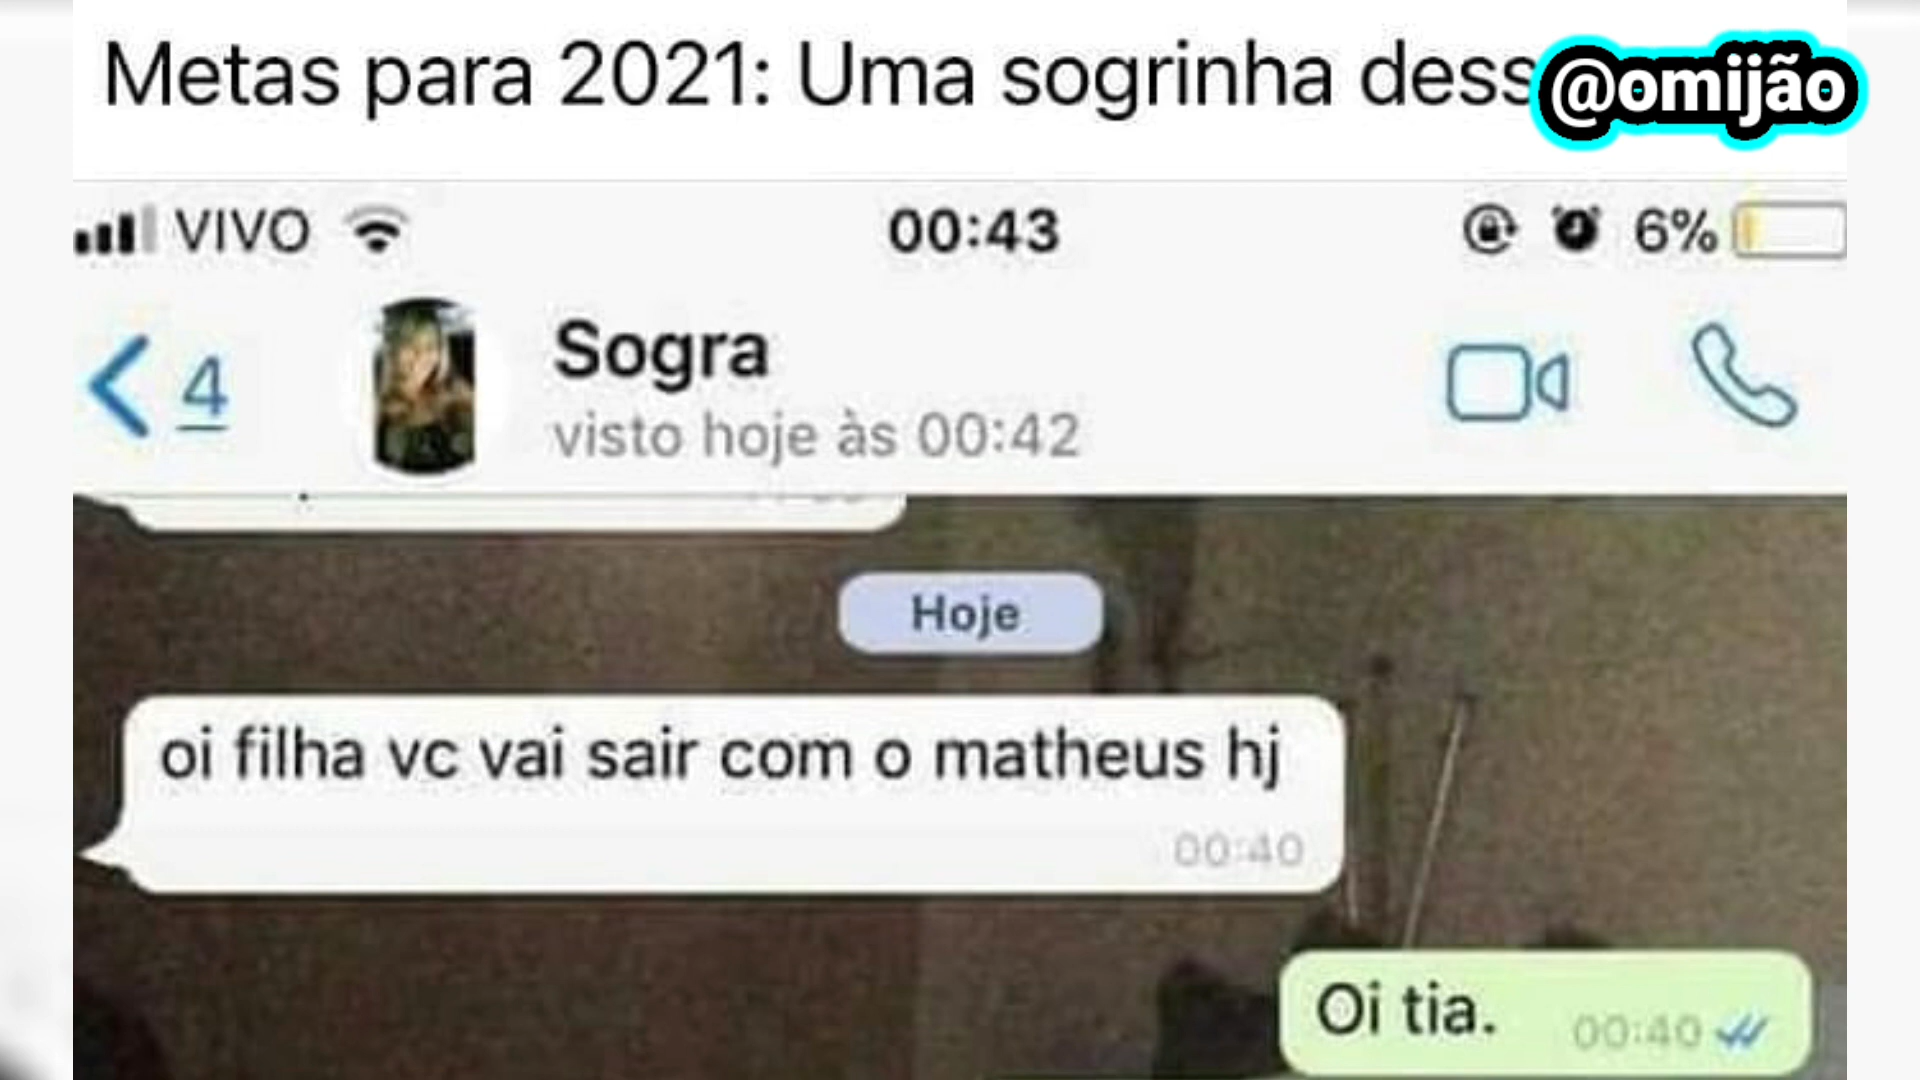 Metas para 2021: Uma sogrinha dess
@omijão
VIVO 00:43 6%
4 Sogra
visto hoje às 00:42
Hoje
oi filha vc vai sair com o matheus hj
00:40
Oi tia. 00:40